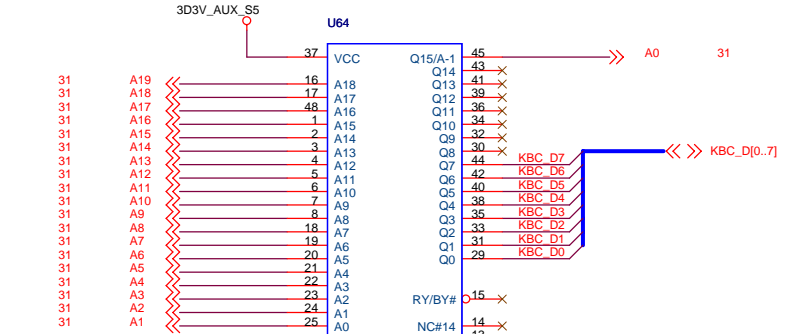 3D3V_AUX_S5
U64
37 VCC Q15/A-1 45 A0 31
Q14 43
31 A19 16 A18 Q13 41
31 A18 17 A17 Q12 39
31 A17 48 A16 Q11 36
31 A16 1 A15 Q10 34
31 A15 2 A14 Q9 32
31 A14 3 A13 Q8 30 KBC_D[0..7]
31 A13 4 A12 Q7 44 KBC_D7
31 A12 5 A11 Q6 42 KBC_D6
31 A11 6 A10 Q5 40 KBC_D5
31 A10 7 A9 Q4 38 KBC_D4
31 A9 8 A8 Q3 35 KBC_D3
31 A8 18 A7 Q2 33 KBC_D2
31 A7 19 A6 Q1 31 KBC_D1
31 A6 20 A5 Q0 29 KBC_D0
31 A5 21 A4
31 A4 22 A3
31 A3 23 A2 RY/BY# 15
31 A2 24 A1
31 A1 25 A0 NC#14 14